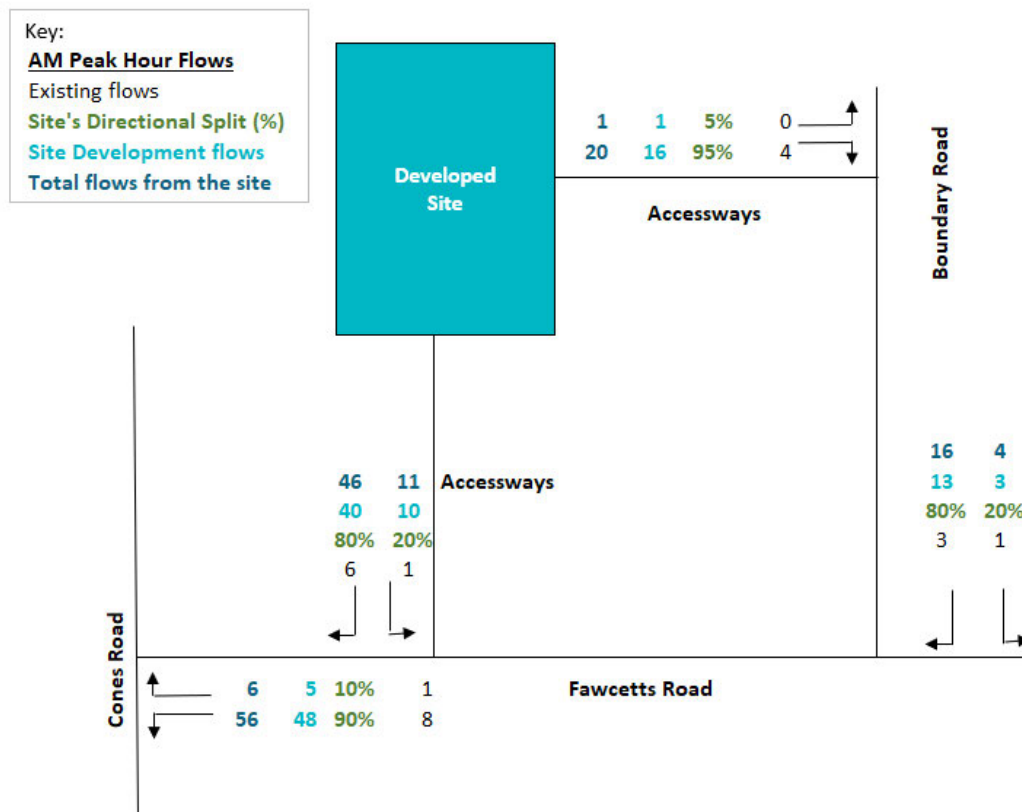 Key:
AM Peak Hour Flows
Existing flows
Site's Directional Split (%)
Site Development flows
Total flows from the site
Developed
Site
1 1 5% 0
20 16 95% 4
Accessways
Boundary Road
46 11 Accessways
40 10
80% 20%
6 1
16 4
13 3
80% 20%
3 1
Cones Road
6 5 10% 1
56 48 90% 8
Fawcetts Road